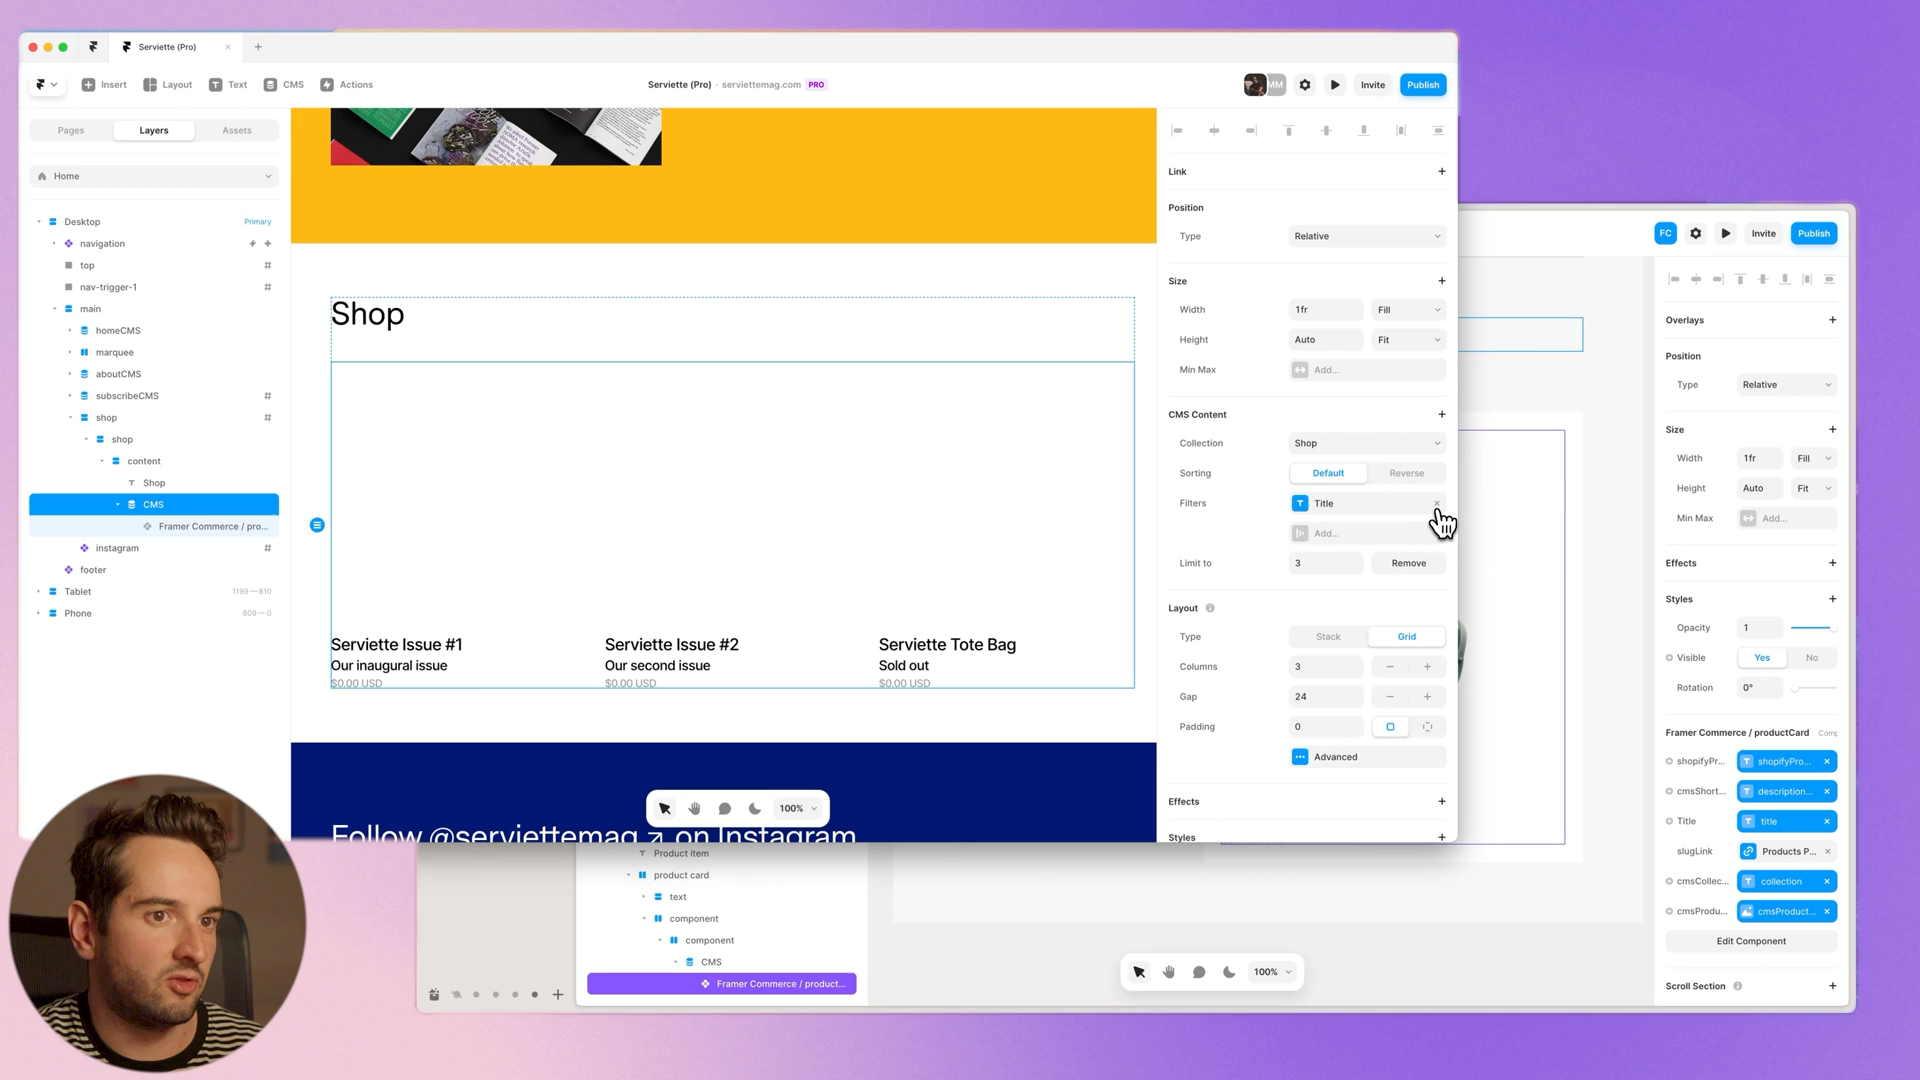 Serviette (Pro)
Insert
Layout
Text
CMS
Actions
Serviette (Pro) · serviettemag.com PRO
MM
Invite
Publish
Pages
Layers
Assets
Home
Desktop
Primary
navigation
top
nav-trigger-1
main
homeCMS
marquee
aboutCMS
subscribeCMS
shop
shop
content
Shop
CMS
Framer Commerce / pro...
instagram
footer
Tablet
1199 — 810
Phone
809 — 0
Shop
Serviette Issue #1
Our inaugural issue
$0.00 USD
Serviette Issue #2
Our second issue
$0.00 USD
Serviette Tote Bag
Sold out
$0.00 USD
Follow @serviettemag ↗ on Instagram
100%
Link
Position
Type
Relative
Size
Width
1fr
Fill
Height
Auto
Fit
Min Max
Add...
CMS Content
Collection
Shop
Sorting
Default
Reverse
Filters
Title
Add...
Limit to
3
Remove
Layout
Type
Stack
Grid
Columns
3
Gap
24
Padding
0
Advanced
Effects
Styles
Product item
product card
text
component
component
CMS
Framer Commerce / product...
100%
FC
Invite
Publish
Overlays
Position
Type
Relative
Size
Width
1fr
Fill
Height
Auto
Fit
Min Max
Add...
Effects
Styles
Opacity
1
Visible
Yes
No
Rotation
0°
Framer Commerce / productCard
shopifyPr...
shopifyPro...
cmsShort...
description...
Title
title
slugLink
Products P...
cmsCollec...
collection
cmsProdu...
cmsProduct...
Edit Component
Scroll Section